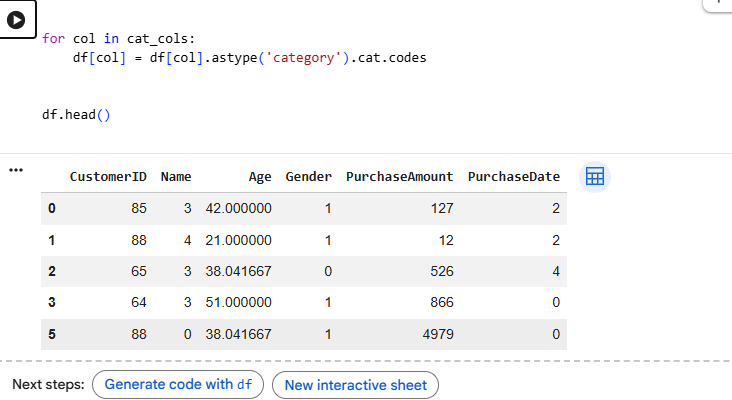 for col in cat_cols:
df[col] = df[col].astype('category').cat.codes
df.head()
CustomerID Name Age Gender PurchaseAmount PurchaseDate
0 85 3 42.000000 1 127 2
1 88 4 21.000000 1 12 2
2 65 3 38.041667 0 526 4
3 64 3 51.000000 1 866 0
5 88 0 38.041667 1 4979 0
Next steps: Generate code with df New interactive sheet